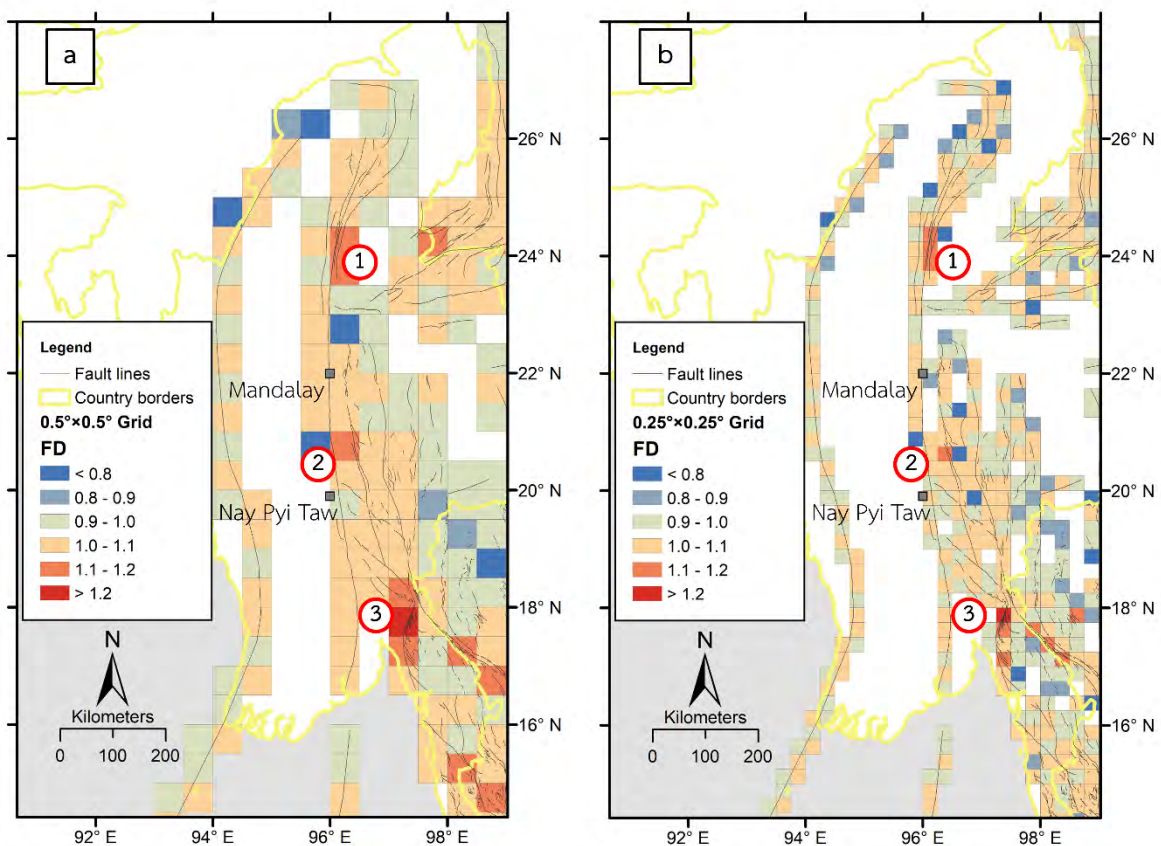 a
26° N
24° N
22° N
20° N
18° N
16° N
1
2
3
Mandalay
Nay Pyi Taw
Legend
Fault lines
Country borders
0.5°×0.5° Grid
FD
< 0.8
0.8 - 0.9
0.9 - 1.0
1.0 - 1.1
1.1 - 1.2
> 1.2
N
Kilometers
0 100 200
92° E 94° E 96° E 98° E
b
26° N
24° N
22° N
20° N
18° N
16° N
1
2
3
Mandalay
Nay Pyi Taw
Legend
Fault lines
Country borders
0.25°×0.25° Grid
FD
< 0.8
0.8 - 0.9
0.9 - 1.0
1.0 - 1.1
1.1 - 1.2
> 1.2
N
Kilometers
0 100 200
92° E 94° E 96° E 98° E